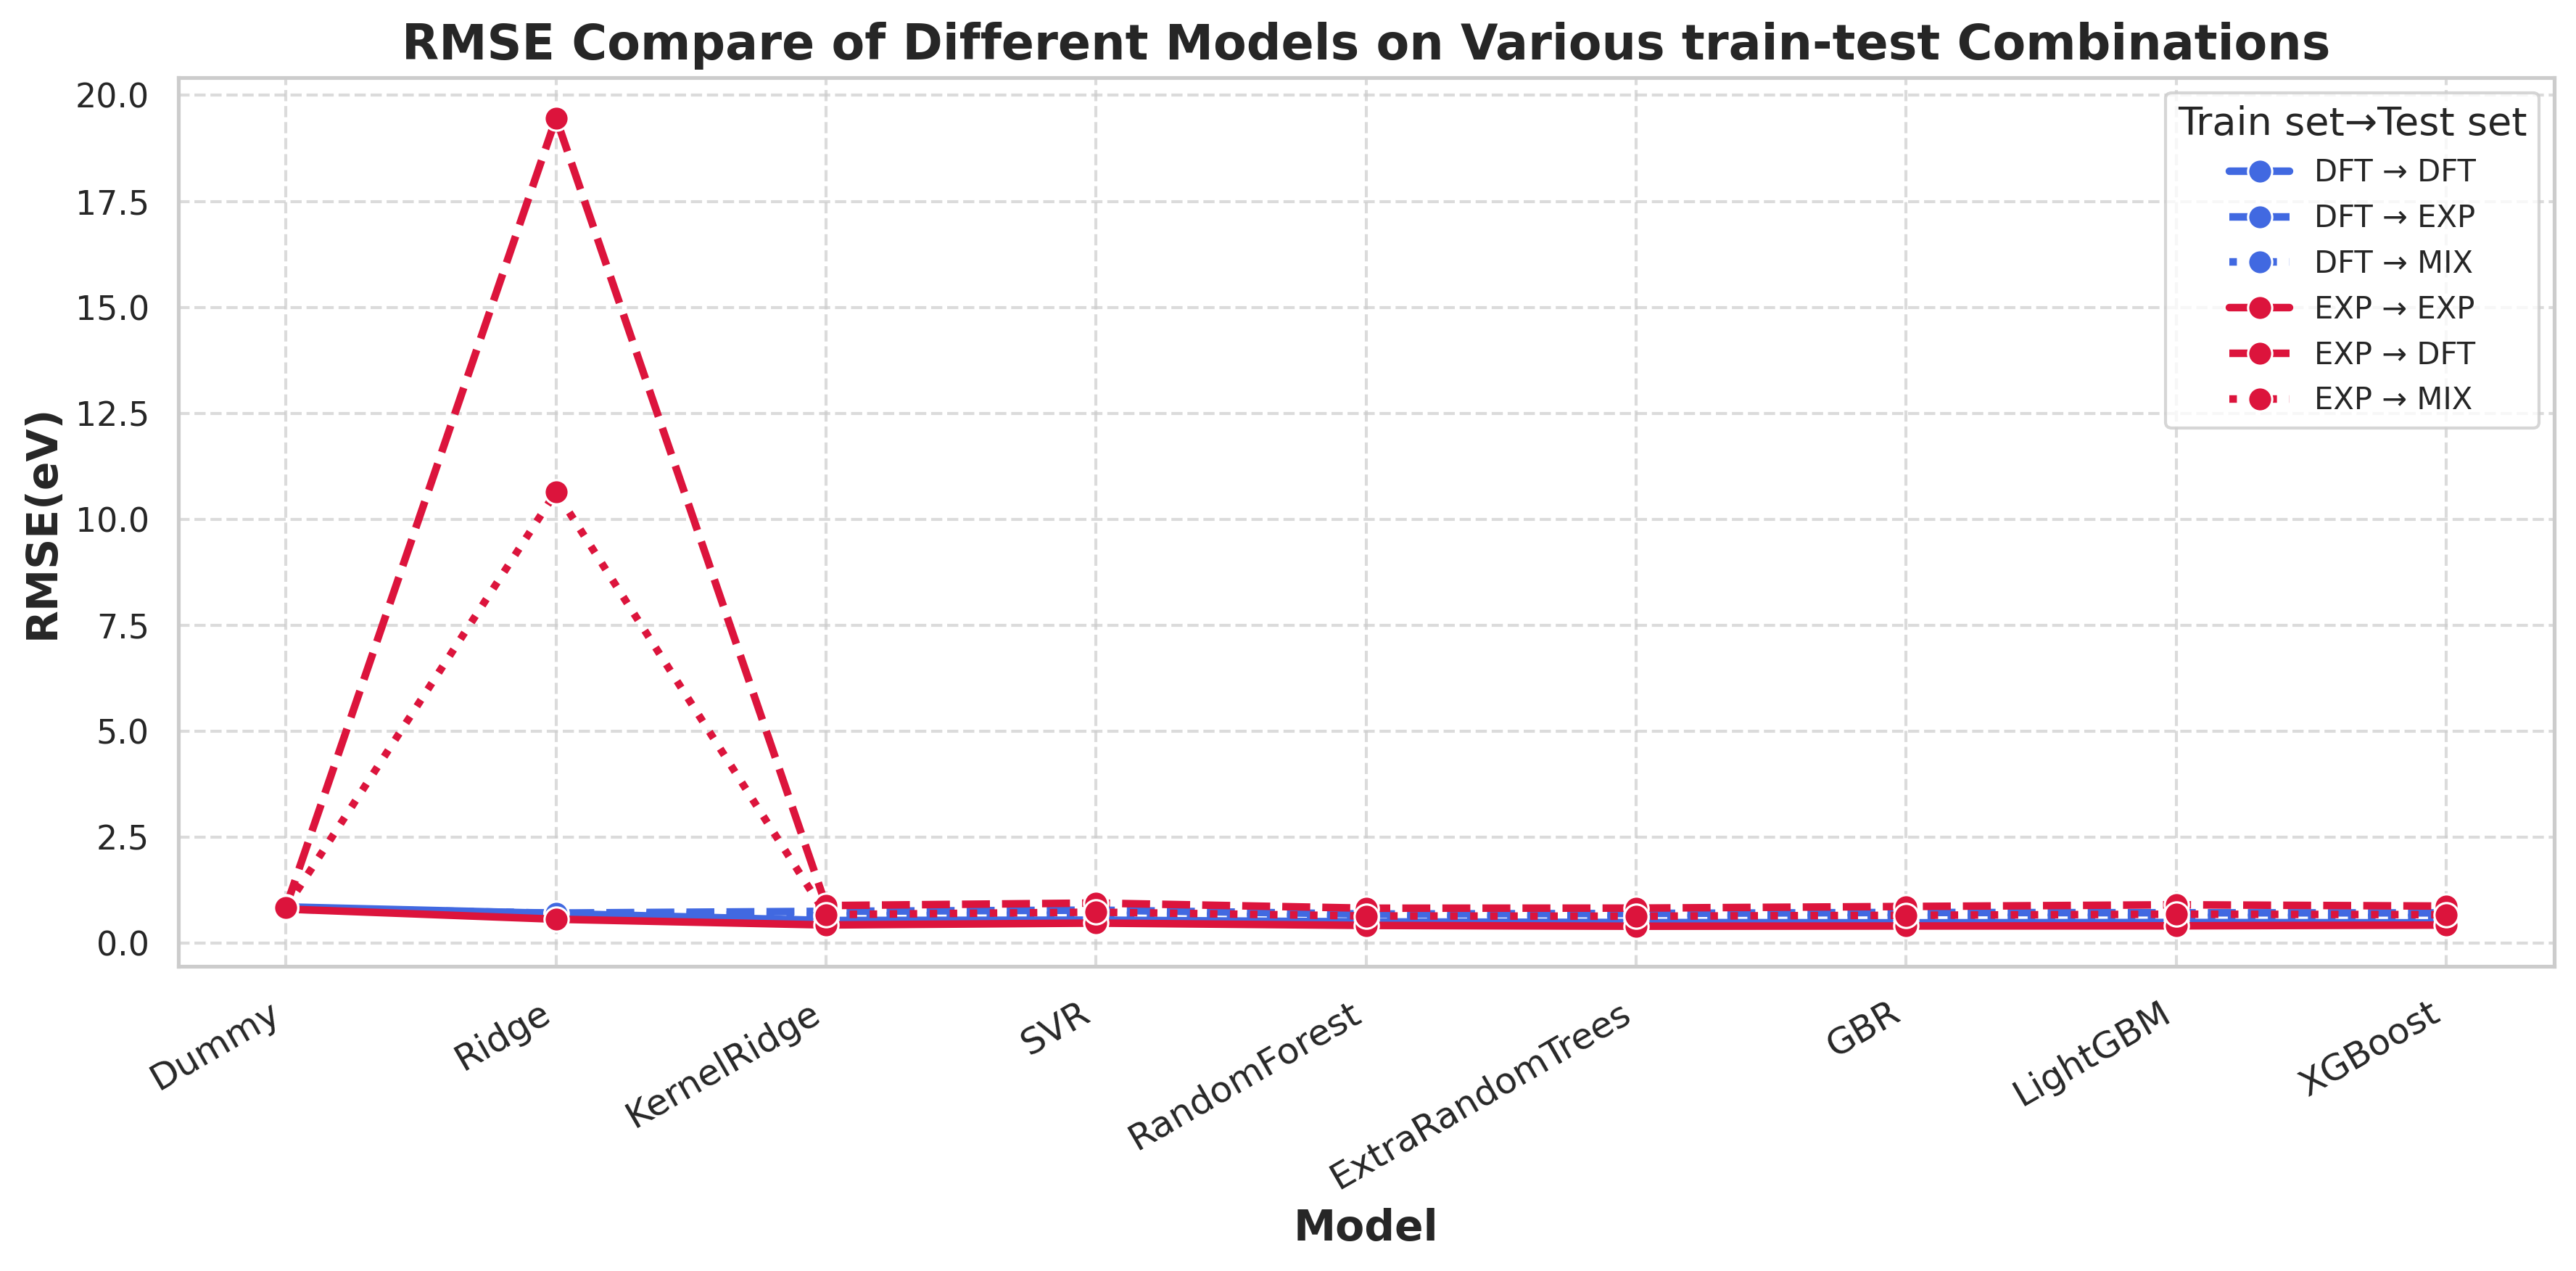 RMSE Compare of Different Models on Various train-test Combinations
RMSE(eV)
20.0
17.5
15.0
12.5
10.0
7.5
5.0
2.5
0.0
Train set→Test set
DFT → DFT
DFT → EXP
DFT → MIX
EXP → EXP
EXP → DFT
EXP → MIX
Dummy
Ridge
KernelRidge
SVR
RandomForest
ExtraRandomTrees
GBR
LightGBM
XGBoost
Model